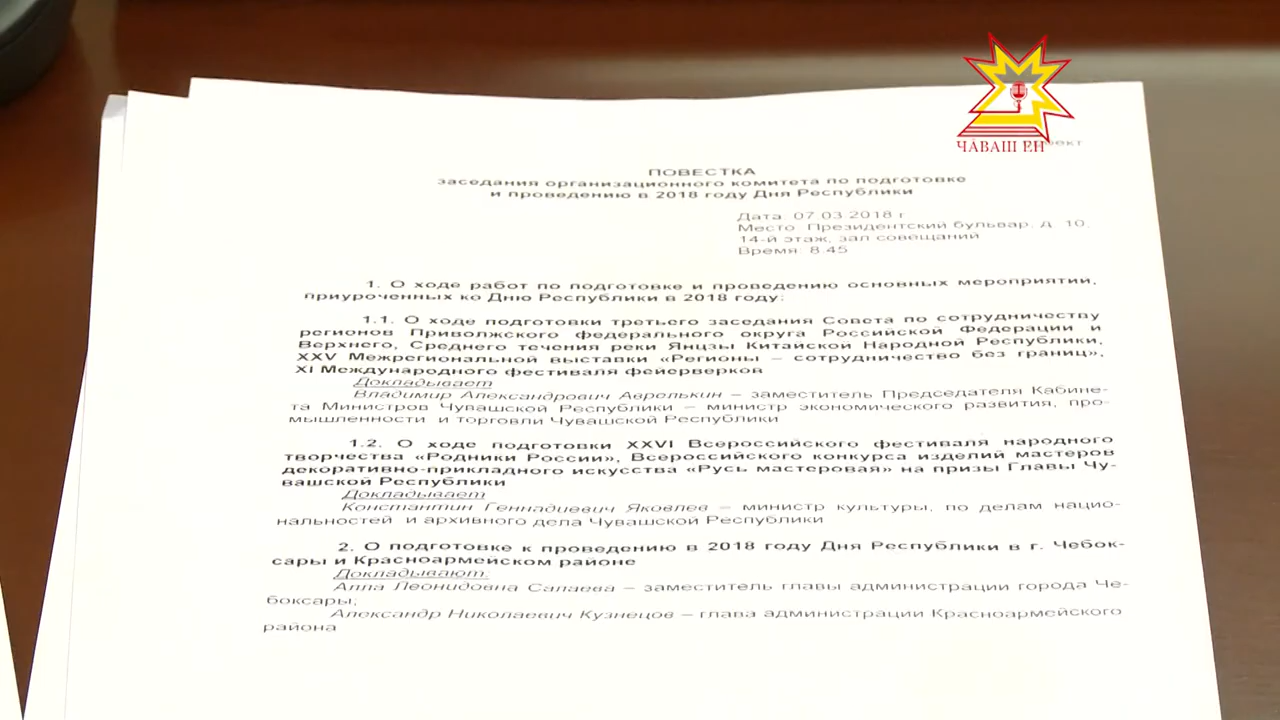 ЧӐВАШ ЕН
ПОВЕСТКА
заседания организационного комитета по подготовке
и проведению в 2018 году Дня Республики
Дата: 07.03.2018 г.
Место: Президентский бульвар, д. 10,
14-й этаж, зал совещаний
Время: 8.45
1. О ходе работ по подготовке и проведению основных мероприятий,
приуроченных ко Дню Республики в 2018 году:
1.1. О ходе подготовки третьего заседания Совета по сотрудничеству
регионов Приволжского федерального округа Российской Федерации и
Верхнего, Среднего течения реки Янцзы Китайской Народной Республики,
XXV Межрегиональной выставки «Регионы – сотрудничество без границ»,
XI Международного фестиваля фейерверков
Докладывает
Владимир Александрович Аврелькин – заместитель Председателя Кабине-
та Министров Чувашской Республики – министр экономического развития, про-
мышленности и торговли Чувашской Республики
1.2. О ходе подготовки XXVI Всероссийского фестиваля народного
творчества «Родники России», Всероссийского конкурса изделий мастеров
декоративно-прикладного искусства «Русь мастеровая» на призы Главы Чу-
вашской Республики
Докладывает
Константин Геннадиевич Яковлев – министр культуры, по делам нацио-
нальностей и архивного дела Чувашской Республики
2. О подготовке к проведению в 2018 году Дня Республики в г. Чебок-
сары и Красноармейском районе
Докладывают:
Алла Леонидовна Салаева – заместитель главы администрации города Че-
боксары;
Александр Николаевич Кузнецов – глава администрации Красноармейского
района